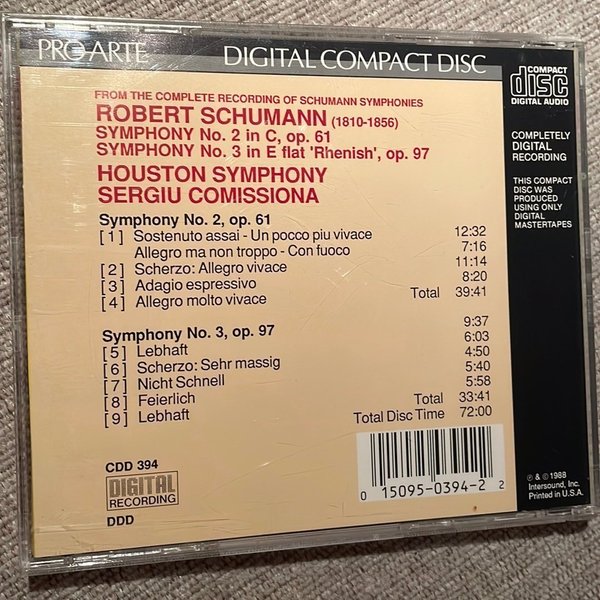 PRO ARTE DIGITAL COMPACT DISC
COMPACT
disc
DIGITAL AUDIO
FROM THE COMPLETE RECORDING OF SCHUMANN SYMPHONIES
ROBERT SCHUMANN (1810-1856)
SYMPHONY No. 2 in C, op. 61
SYMPHONY No. 3 in E flat 'Rhenish', op. 97
HOUSTON SYMPHONY
SERGIU COMISSIONA
COMPLETELY
DIGITAL
RECORDING
THIS COMPACT
DISC WAS
PRODUCED
USING ONLY
DIGITAL
MASTERTAPES
Symphony No. 2, op. 61
[1] Sostenuto assai - Un pocco piu vivace 12:32
Allegro ma non troppo - Con fuoco 7:16
[2] Scherzo: Allegro vivace 11:14
[3] Adagio espressivo 8:20
[4] Allegro molto vivace Total 39:41
Symphony No. 3, op. 97 9:37
[5] Lebhaft 6:03
[6] Scherzo: Sehr massig 4:50
[7] Nicht Schnell 5:40
[8] Feierlich 5:58
[9] Lebhaft Total 33:41
Total Disc Time 72:00
CDD 394
DIGITAL
RECORDING
DDD
0 15095-0394-2 2
℗ & © 1988
Intersound, Inc.
Printed in U.S.A.